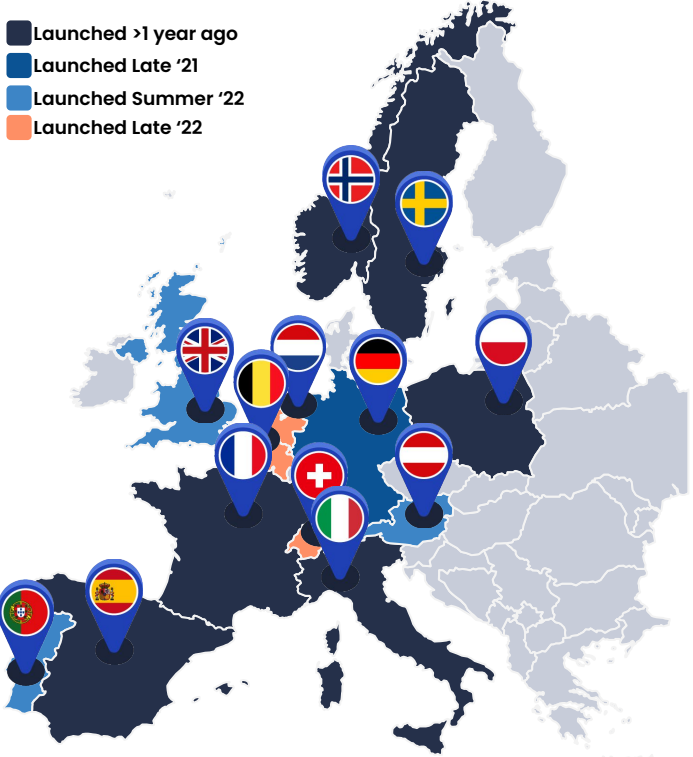 Launched >1 year ago
Launched Late ‘21
Launched Summer ‘22
Launched Late ‘22